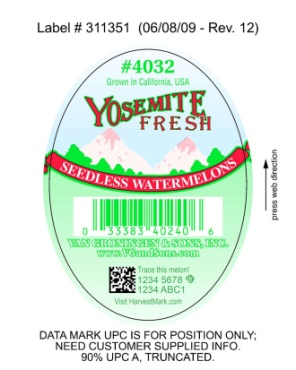 Label # 311351  (06/08/09 - Rev. 12)
#4032
Grown in California, USA
YOSEMITE
FRESH
SEEDLESS WATERMELONS
press web direction
0 53383 40240 6
VAN GRONINGEN & SONS, INC.
www.VGandSons.com
Trace this melon!
1234 5678
1234 ABC1
Visit HarvestMark.com
DATA MARK UPC IS FOR POSITION ONLY;
NEED CUSTOMER SUPPLIED INFO.
90% UPC A, TRUNCATED.